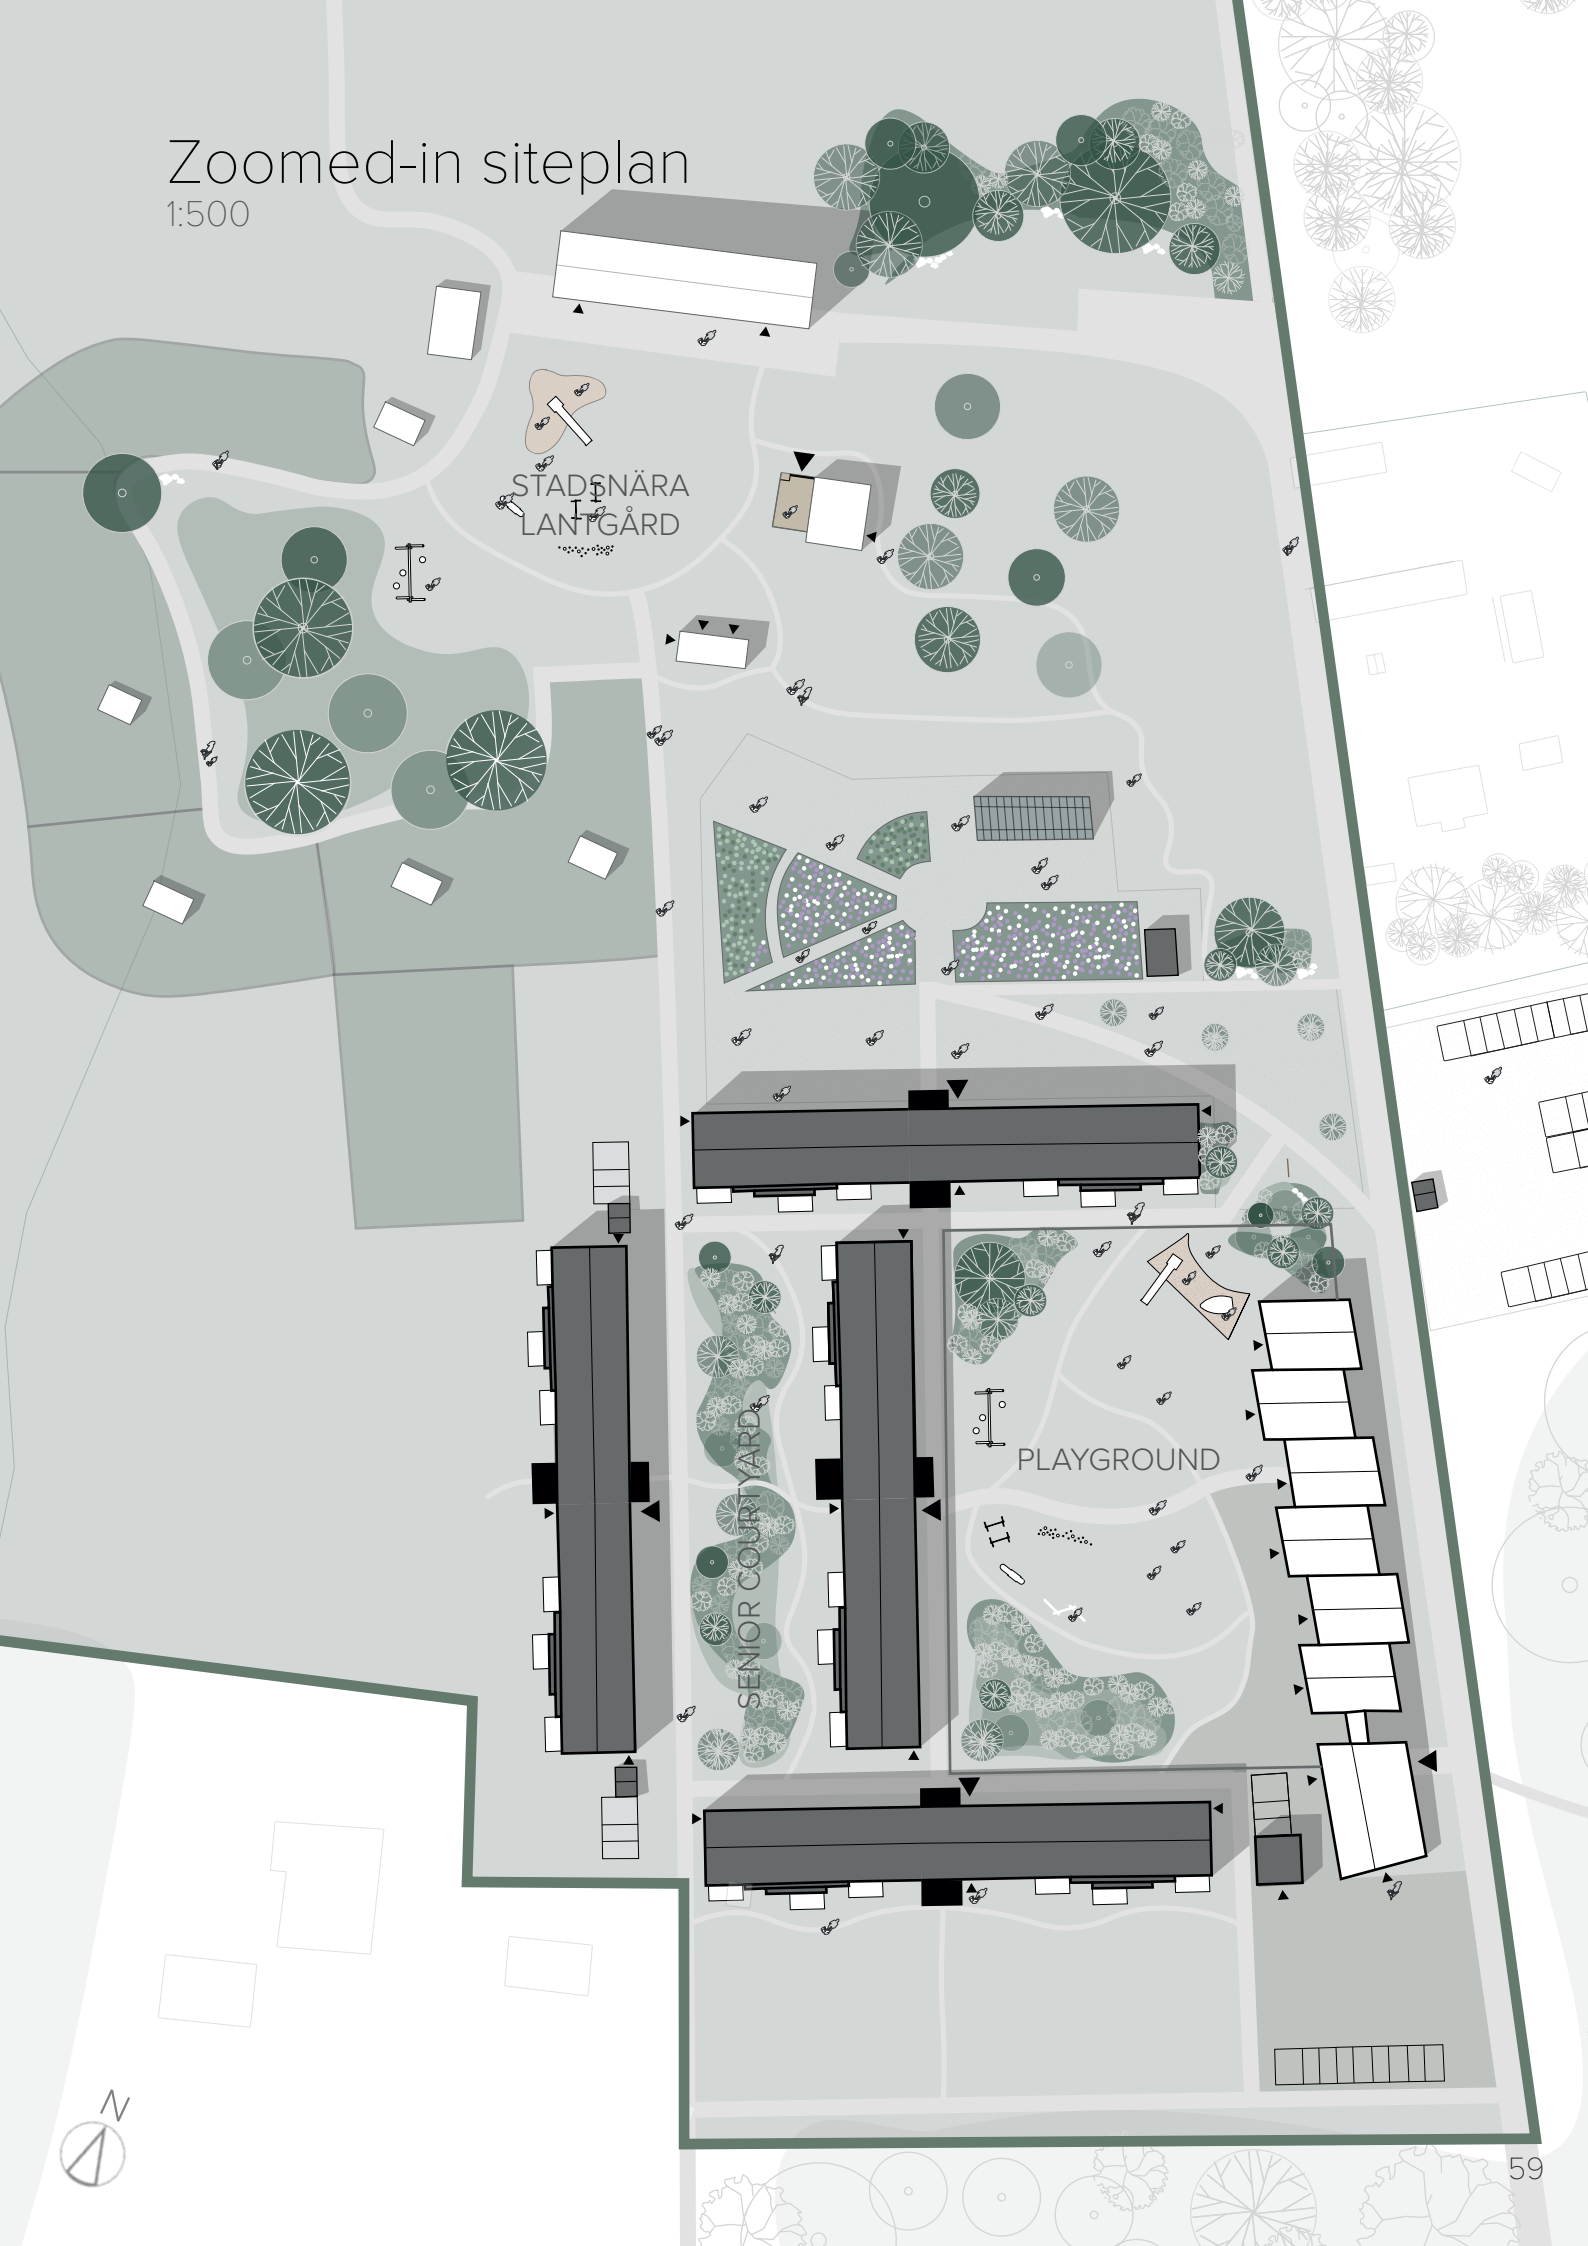 Zoomed-in siteplan
1:500
STADSNÄRA
LANTGÅRD
PLAYGROUND
SENIOR COURTYARD
N
59